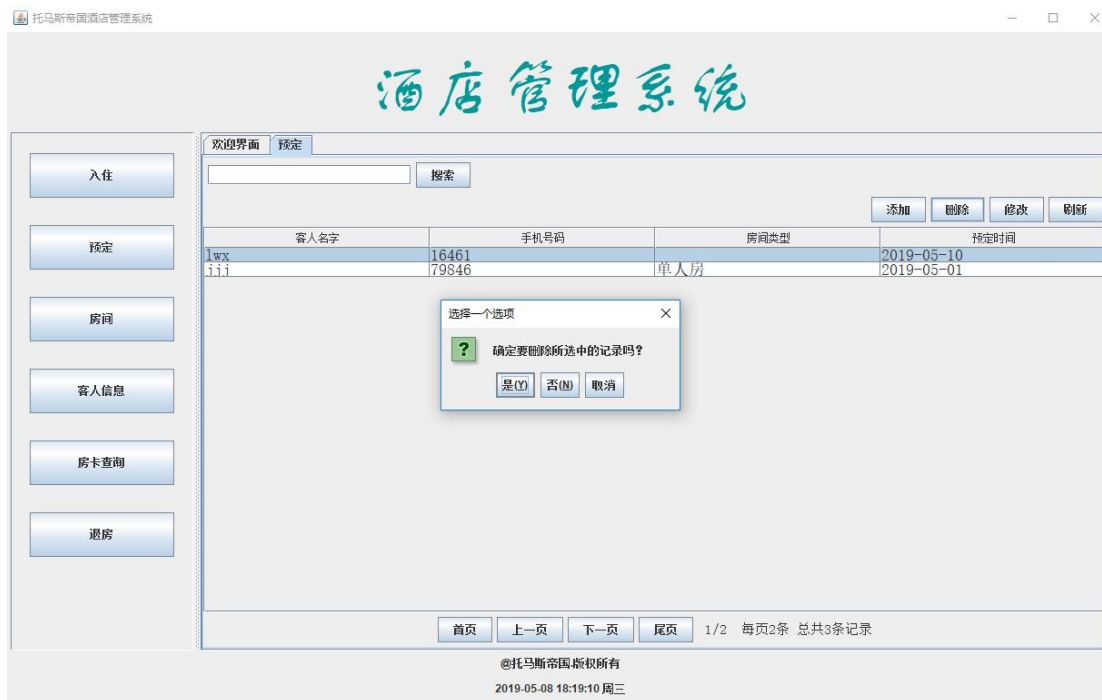 托马斯帝国酒店管理系统
酒店管理系统
欢迎界面 预定
入住
搜索
添加 删除 修改 刷新
预定
客人名字 手机号码 房间类型 预定时间
lwx 16461 2019-05-10
jjj 79846 单人房 2019-05-01
选择一个选项
房间
确定要删除所选中的记录吗?
是(Y) 否(N) 取消
客人信息
房卡查询
退房
首页 上一页 下一页 尾页 1/2 每页2条 总共3条记录
@托马斯帝国.版权所有
2019-05-08 18:19:10 周三